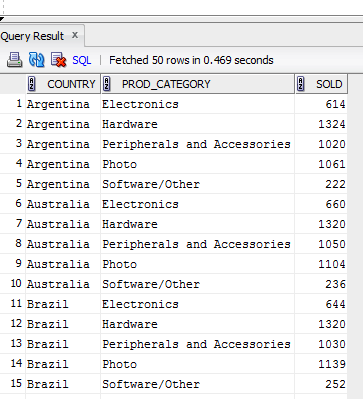 Query Result x
SQL | Fetched 50 rows in 0.469 seconds
COUNTRY PROD_CATEGORY SOLD
1 Argentina Electronics 614
2 Argentina Hardware 1324
3 Argentina Peripherals and Accessories 1020
4 Argentina Photo 1061
5 Argentina Software/Other 222
6 Australia Electronics 660
7 Australia Hardware 1320
8 Australia Peripherals and Accessories 1050
9 Australia Photo 1104
10 Australia Software/Other 236
11 Brazil Electronics 644
12 Brazil Hardware 1320
13 Brazil Peripherals and Accessories 1030
14 Brazil Photo 1139
15 Brazil Software/Other 252